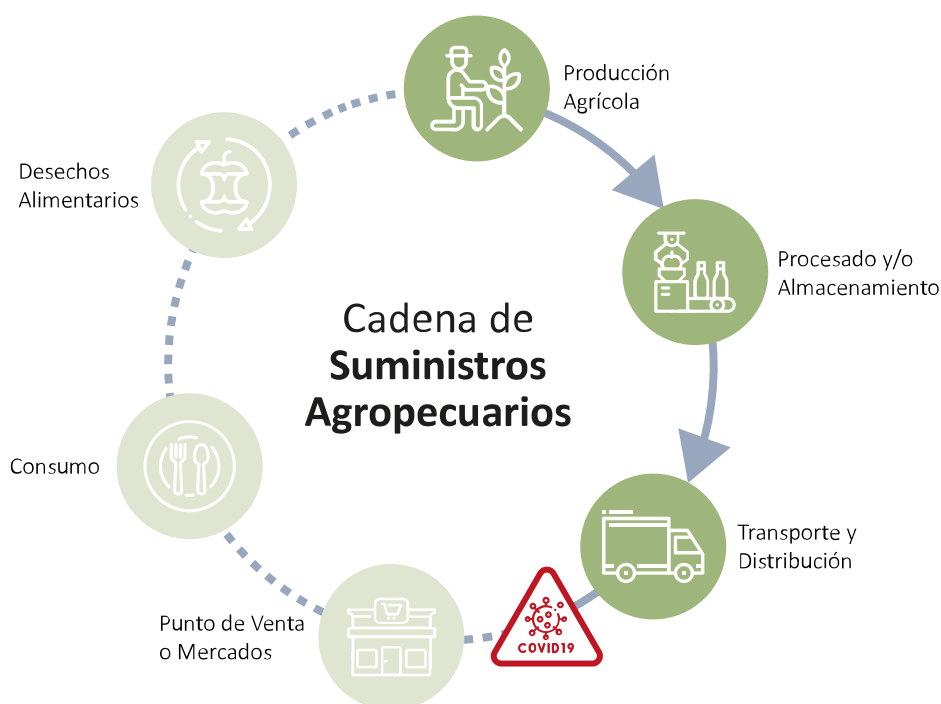 Producción
Agrícola
Desechos
Alimentarios
Procesado y/o
Almacenamiento
Cadena de
Suministros
Agropecuarios
Consumo
Transporte y
Distribución
Punto de Venta
o Mercados
COVID19